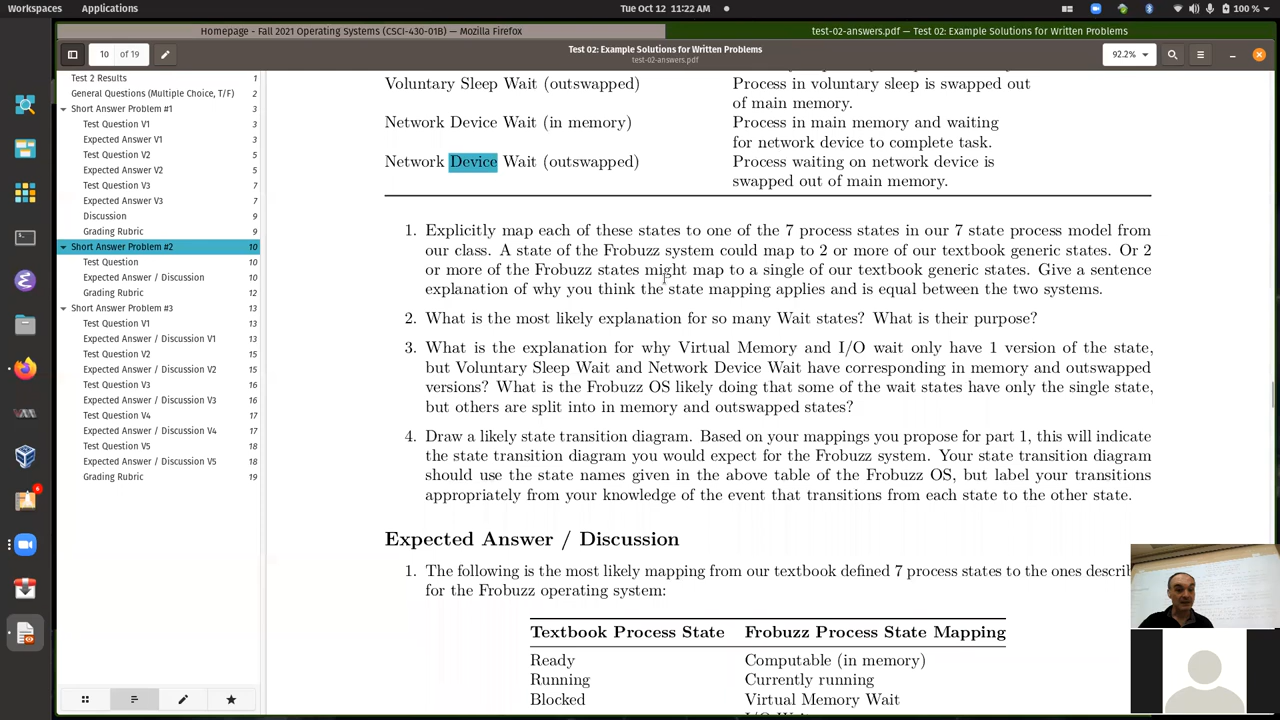 Workspaces Applications Tue Oct 12 11:22 AM 100 %
Homepage - Fall 2021 Operating Systems (CSCI-430-01B) — Mozilla Firefox
test-02-answers.pdf — Test 02: Example Solutions for Written Problems
10 of 19
Test 02: Example Solutions for Written Problems
test-02-answers.pdf
92.2%
Test 2 Results 1
General Questions (Multiple Choice, T/F) 2
Short Answer Problem #1 3
Test Question V1 3
Expected Answer V1 3
Test Question V2 5
Expected Answer V2 5
Test Question V3 7
Expected Answer V3 7
Discussion 9
Grading Rubric 9
Short Answer Problem #2 10
Test Question 10
Expected Answer / Discussion 10
Grading Rubric 12
Short Answer Problem #3 13
Test Question V1 13
Expected Answer / Discussion V1 13
Test Question V2 15
Expected Answer / Discussion V2 15
Test Question V3 16
Expected Answer / Discussion V3 16
Test Question V4 17
Expected Answer / Discussion V4 17
Test Question V5 18
Expected Answer / Discussion V5 18
Grading Rubric 19
Voluntary Sleep Wait (outswapped) Process in voluntary sleep is swapped out
of main memory.
Network Device Wait (in memory) Process in main memory and waiting
for network device to complete task.
Network Device Wait (outswapped) Process waiting on network device is
swapped out of main memory.
1. Explicitly map each of these states to one of the 7 process states in our 7 state process model from
our class. A state of the Frobuzz system could map to 2 or more of our textbook generic states. Or 2
or more of the Frobuzz states might map to a single of our textbook generic states. Give a sentence
explanation of why you think the state mapping applies and is equal between the two systems.
2. What is the most likely explanation for so many Wait states? What is their purpose?
3. What is the explanation for why Virtual Memory and I/O wait only have 1 version of the state,
but Voluntary Sleep Wait and Network Device Wait have corresponding in memory and outswapped
versions? What is the Frobuzz OS likely doing that some of the wait states have only the single state,
but others are split into in memory and outswapped states?
4. Draw a likely state transition diagram. Based on your mappings you propose for part 1, this will indicate
the state transition diagram you would expect for the Frobuzz system. Your state transition diagram
should use the state names given in the above table of the Frobuzz OS, but label your transitions
appropriately from your knowledge of the event that transitions from each state to the other state.
Expected Answer / Discussion
1. The following is the most likely mapping from our textbook defined 7 process states to the ones descri
for the Frobuzz operating system:
Textbook Process State Frobuzz Process State Mapping
Ready Computable (in memory)
Running Currently running
Blocked Virtual Memory Wait